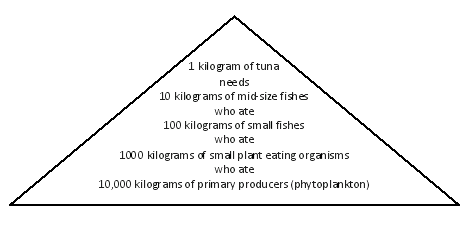 1 kilogram of tuna
needs
10 kilograms of mid-size fishes
who ate
100 kilograms of small fishes
who ate
1000 kilograms of small plant eating organisms
who ate
10,000 kilograms of primary producers (phytoplankton)